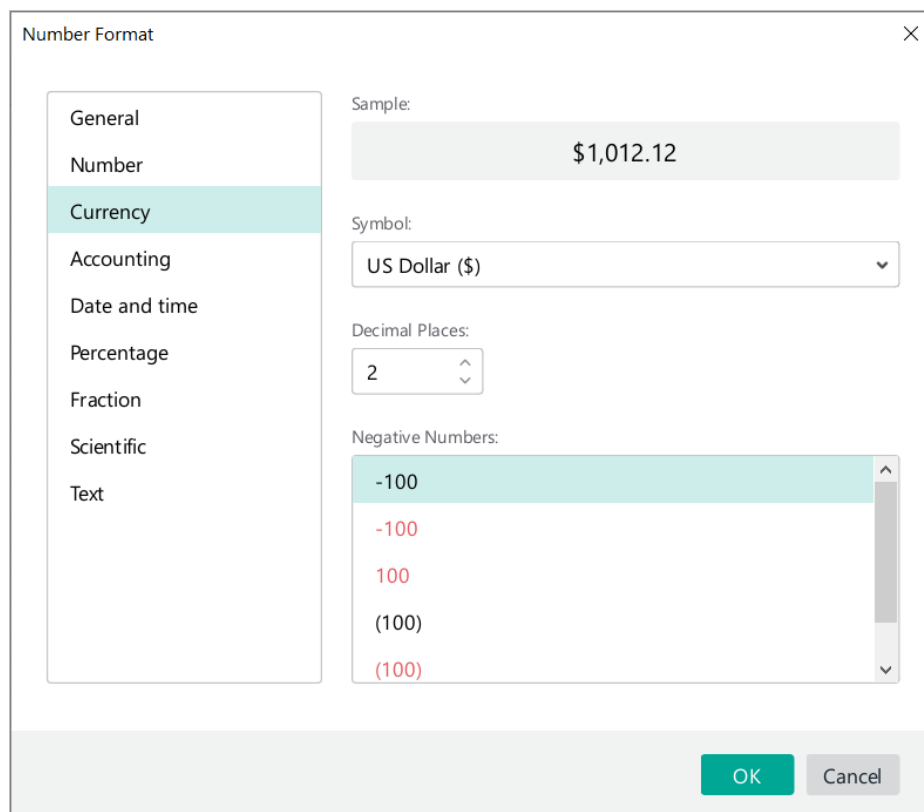 Number Format
General
Number
Currency
Accounting
Date and time
Percentage
Fraction
Scientific
Text
Sample:
$1,012.12
Symbol:
US Dollar ($)
Decimal Places:
2
Negative Numbers:
-100
-100
100
(100)
(100)
OK
Cancel